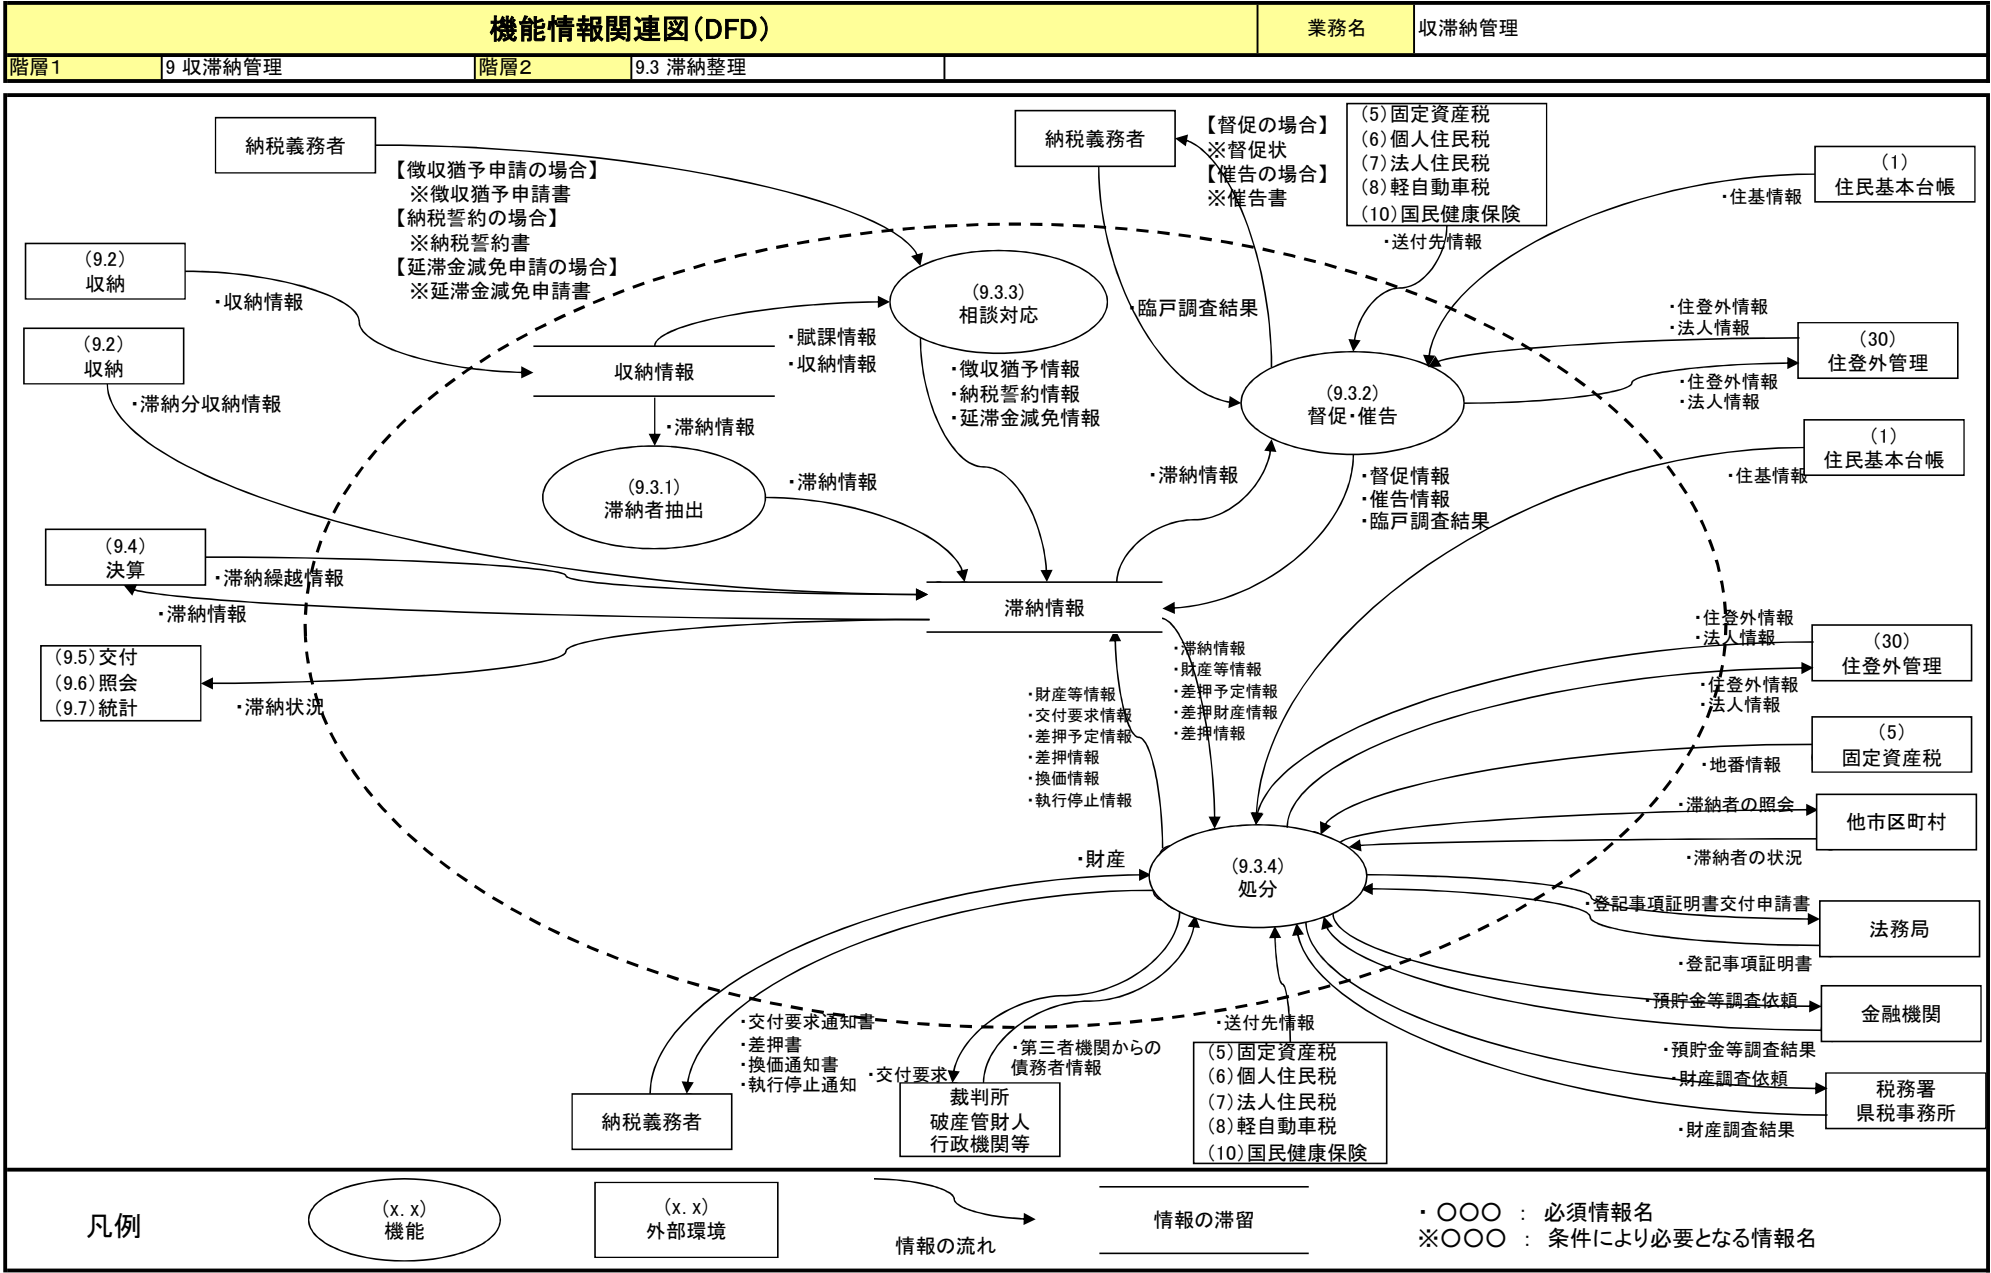 機能情報関連図(DFD)
業務名
収滞納管理
階層1
9 収滞納管理
階層2
9.3 滞納整理
納税義務者
【徴収猶予申請の場合】
※徴収猶予申請書
【納税誓約の場合】
※納税誓約書
【延滞金減免申請の場合】
※延滞金減免申請書
納税義務者
【督促の場合】
※督促状
【催告の場合】
※催告書
(5)固定資産税
(6)個人住民税
(7)法人住民税
(8)軽自動車税
(10)国民健康保険
・送付先情報
(1)
住民基本台帳
・住基情報
(9.2)
収納
・収納情報
(9.2)
収納
・滞納分収納情報
収納情報
・賦課情報
・収納情報
(9.3.3)
相談対応
・徴収猶予情報
・納税誓約情報
・延滞金減免情報
・臨戸調査結果
(9.3.2)
督促・催告
・住登外情報
・法人情報
(30)
住登外管理
・住登外情報
・法人情報
(1)
住民基本台帳
・住基情報
・滞納情報
(9.3.1)
滞納者抽出
・滞納情報
・滞納情報
・督促情報
・催告情報
・臨戸調査結果
(9.4)
決算
・滞納繰越情報
・滞納情報
滞納情報
(9.5)交付
(9.6)照会
(9.7)統計
・滞納状況
・財産等情報
・交付要求情報
・差押予定情報
・差押情報
・換価情報
・執行停止情報
・滞納情報
・財産等情報
・差押予定情報
・差押財産情報
・差押情報
・住登外情報
・法人情報
(30)
住登外管理
・住登外情報
・法人情報
(5)
固定資産税
・地番情報
・滞納者の照会
他市区町村
・滞納者の状況
・財産
(9.3.4)
処分
・登記事項証明書交付申請書
法務局
・登記事項証明書
・預貯金等調査依頼
金融機関
・預貯金等調査結果
・財産調査依頼
税務署
県税事務所
・財産調査結果
・交付要求通知書
・差押書
・換価通知書
・執行停止通知
納税義務者
・交付要求
・第三者機関からの
債務者情報
裁判所
破産管財人
行政機関等
・送付先情報
(5)固定資産税
(6)個人住民税
(7)法人住民税
(8)軽自動車税
(10)国民健康保険
凡例
(x. x)
機能
(x. x)
外部環境
情報の流れ
情報の滞留
・ 〇〇〇 : 必須情報名
※〇〇〇 : 条件により必要となる情報名